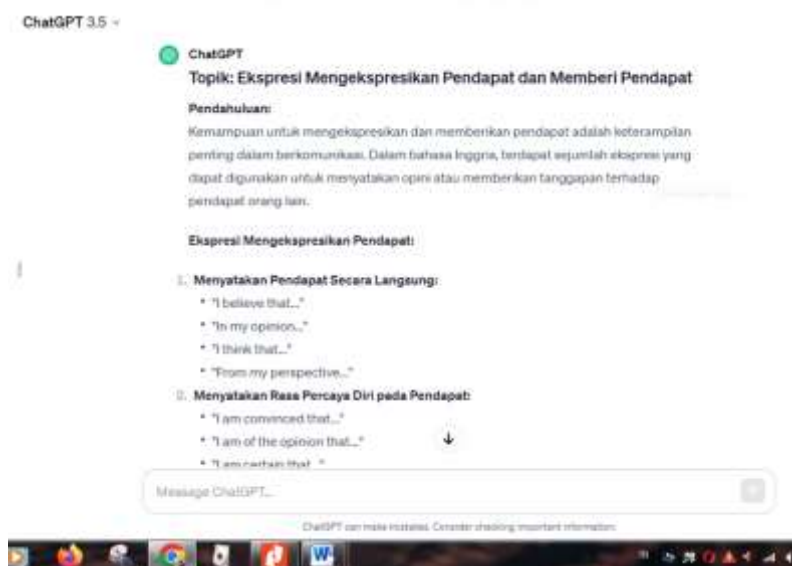 ChatGPT 3.5
ChatGPT
Topik: Ekspresi Mengekspresikan Pendapat dan Memberi Pendapat
Pendahuluan:
Kemampuan untuk mengekspresikan dan memberikan pendapat adalah keterampilan
penting dalam berkomunikasi. Dalam bahasa Inggris, terdapat sejumlah ekspresi yang
dapat digunakan untuk menyatakan opini atau memberikan tanggapan terhadap
pendapat orang lain.
Ekspresi Mengekspresikan Pendapat:
1. Menyatakan Pendapat Secara Langsung:
• "I believe that..."
• "In my opinion..."
• "I think that..."
• "From my perspective..."
2. Menyatakan Rasa Percaya Diri pada Pendapat:
• "I am convinced that..."
• "I am of the opinion that..."
• "I am certain that..."
Message ChatGPT...
ChatGPT can make mistakes. Consider checking important information.
W